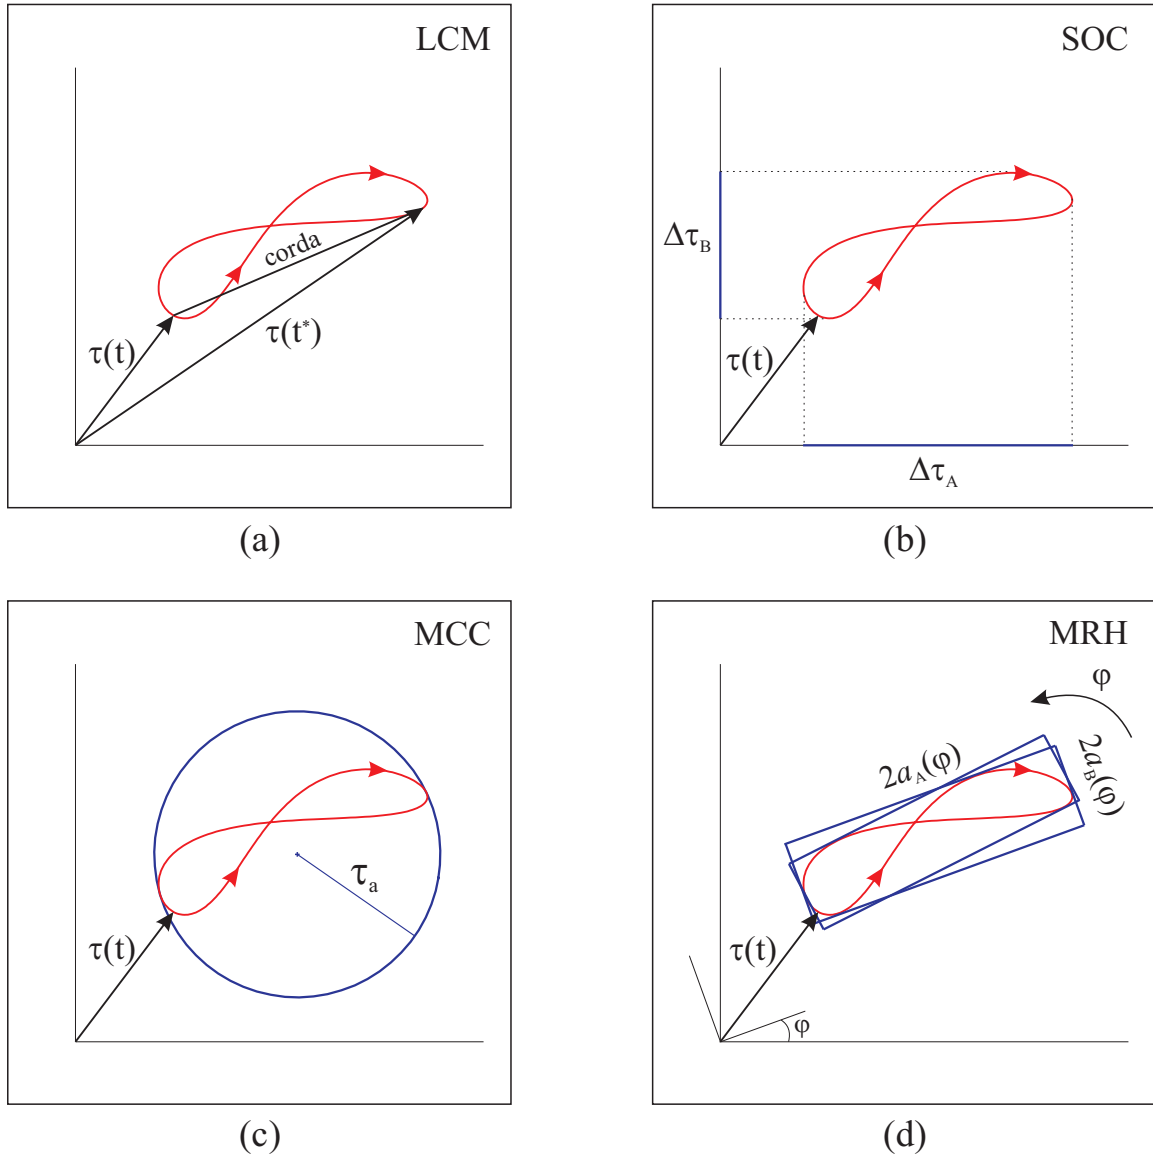 LCM
corda
τ(t)
τ(t*)
(a)
SOC
Δτ_B
τ(t)
Δτ_A
(b)
MCC
τ_a
τ(t)
(c)
MRH
φ
2a_A(φ)
2a_B(φ)
τ(t)
φ
(d)